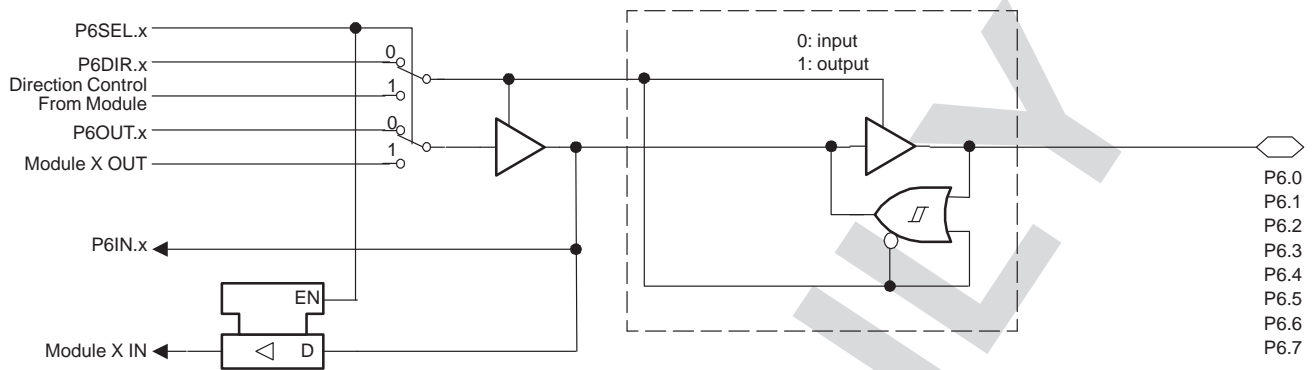 P6SEL.x
P6DIR.x
0
Direction Control
From Module
1
P6OUT.x
0
Module X OUT
1
0: input
1: output
P6IN.x
EN
Module X IN
D
P6.0
P6.1
P6.2
P6.3
P6.4
P6.5
P6.6
P6.7